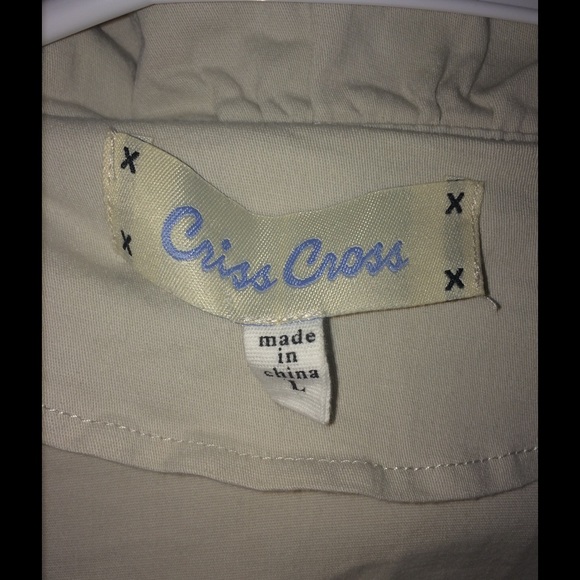 x x
Criss Cross
x x
made
in
china
L